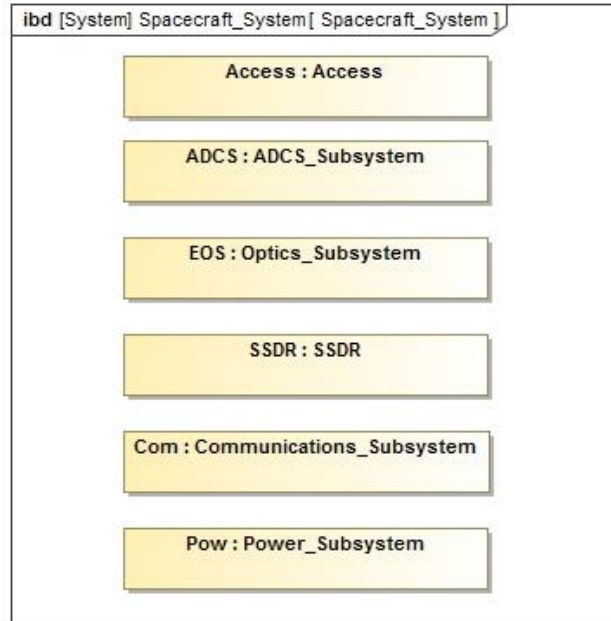 ibd [System] Spacecraft_System[ Spacecraft_System ]
Access : Access
ADCS : ADCS_Subsystem
EOS : Optics_Subsystem
SSDR : SSDR
Com : Communications_Subsystem
Pow : Power_Subsystem